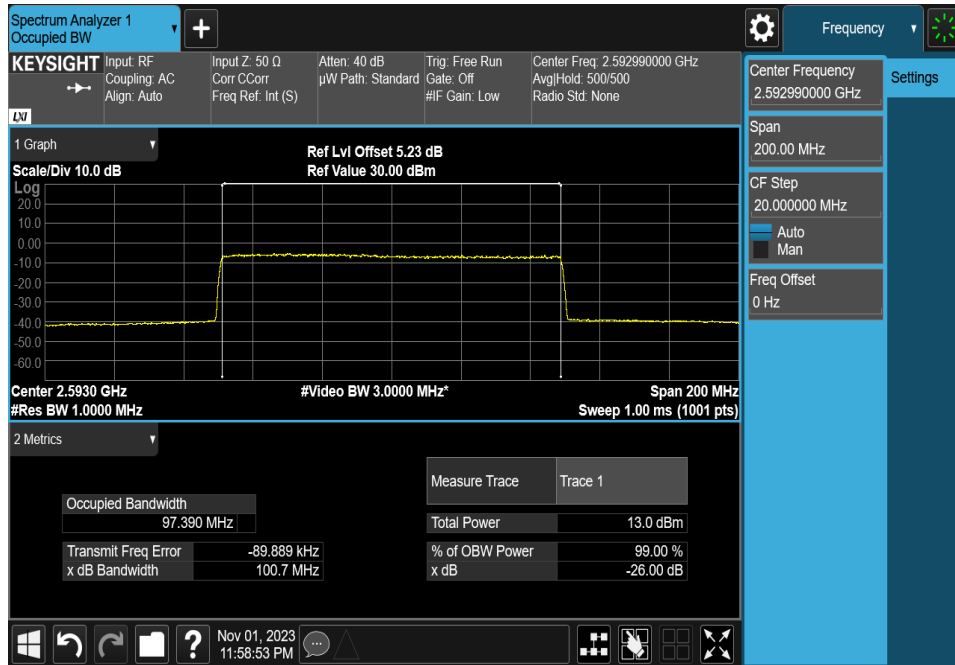 Spectrum Analyzer 1
Occupied BW
+
Frequency
KEYSIGHT
LXI
Input: RF
Coupling: AC
Align: Auto
Input Z: 50 Ω
Corr CCorr
Freq Ref: Int (S)
Atten: 40 dB
µW Path: Standard
Trig: Free Run
Gate: Off
#IF Gain: Low
Center Freq: 2.592990000 GHz
Avg|Hold: 500/500
Radio Std: None
Center Frequency
2.592990000 GHz
Settings
Span
200.00 MHz
CF Step
20.000000 MHz
Auto
Man
Freq Offset
0 Hz
1 Graph
Scale/Div 10.0 dB
Ref Lvl Offset 5.23 dB
Ref Value 30.00 dBm
Log
20.0
10.0
0.00
-10.0
-20.0
-30.0
-40.0
-50.0
-60.0
Center 2.5930 GHz
#Video BW 3.0000 MHz*
Span 200 MHz
#Res BW 1.0000 MHz
Sweep 1.00 ms (1001 pts)
2 Metrics
Measure Trace
Trace 1
Occupied Bandwidth
97.390 MHz
Total Power
13.0 dBm
Transmit Freq Error
-89.889 kHz
% of OBW Power
99.00 %
x dB Bandwidth
100.7 MHz
x dB
-26.00 dB
?
Nov 01, 2023
11:58:53 PM